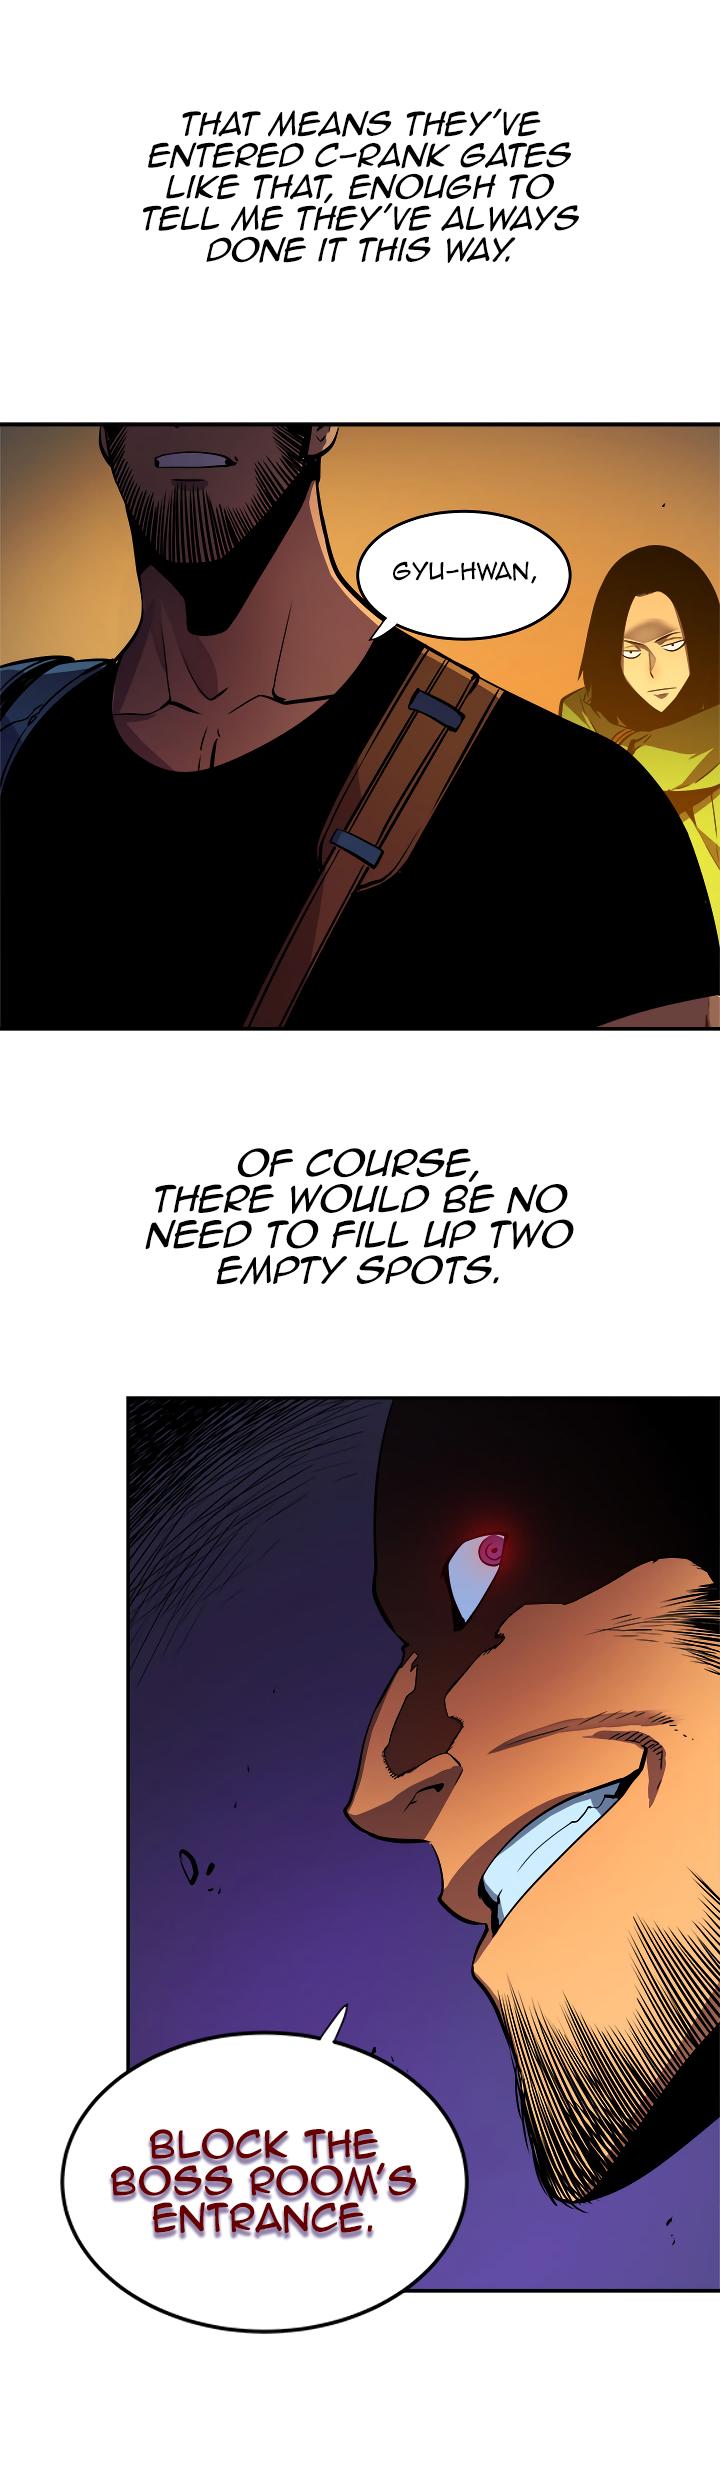 THAT MEANS THEY'VE
ENTERED C-RANK GATES
LIKE THAT, ENOUGH TO
TELL ME THEY'VE ALWAYS
DONE IT THIS WAY.
GYU-HWAN,
OF COURSE,
THERE WOULD BE NO
NEED TO FILL UP TWO
EMPTY SPOTS.
BLOCK THE
BOSS ROOM'S
ENTRANCE.